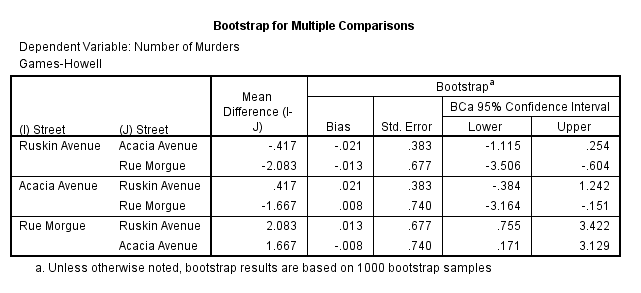 Bootstrap for Multiple Comparisons
Dependent Variable: Number of Murders
Games-Howell
(I) Street (J) Street Mean Difference (I-J) Bootstrapᵃ
Bias Std. Error BCa 95% Confidence Interval
Lower Upper
Ruskin Avenue Acacia Avenue -.417 -.021 .383 -1.115 .254
Rue Morgue -2.083 -.013 .677 -3.506 -.604
Acacia Avenue Ruskin Avenue .417 .021 .383 -.384 1.242
Rue Morgue -1.667 .008 .740 -3.164 -.151
Rue Morgue Ruskin Avenue 2.083 .013 .677 .755 3.422
Acacia Avenue 1.667 -.008 .740 .171 3.129
a. Unless otherwise noted, bootstrap results are based on 1000 bootstrap samples